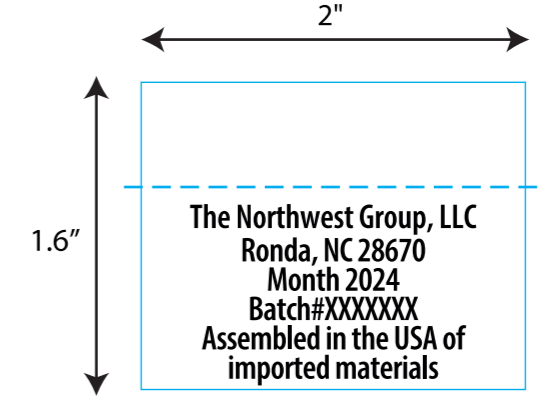 2"
1.6”
The Northwest Group, LLC
Ronda, NC 28670
Month 2024
Batch#XXXXXXX
Assembled in the USA of
imported materials